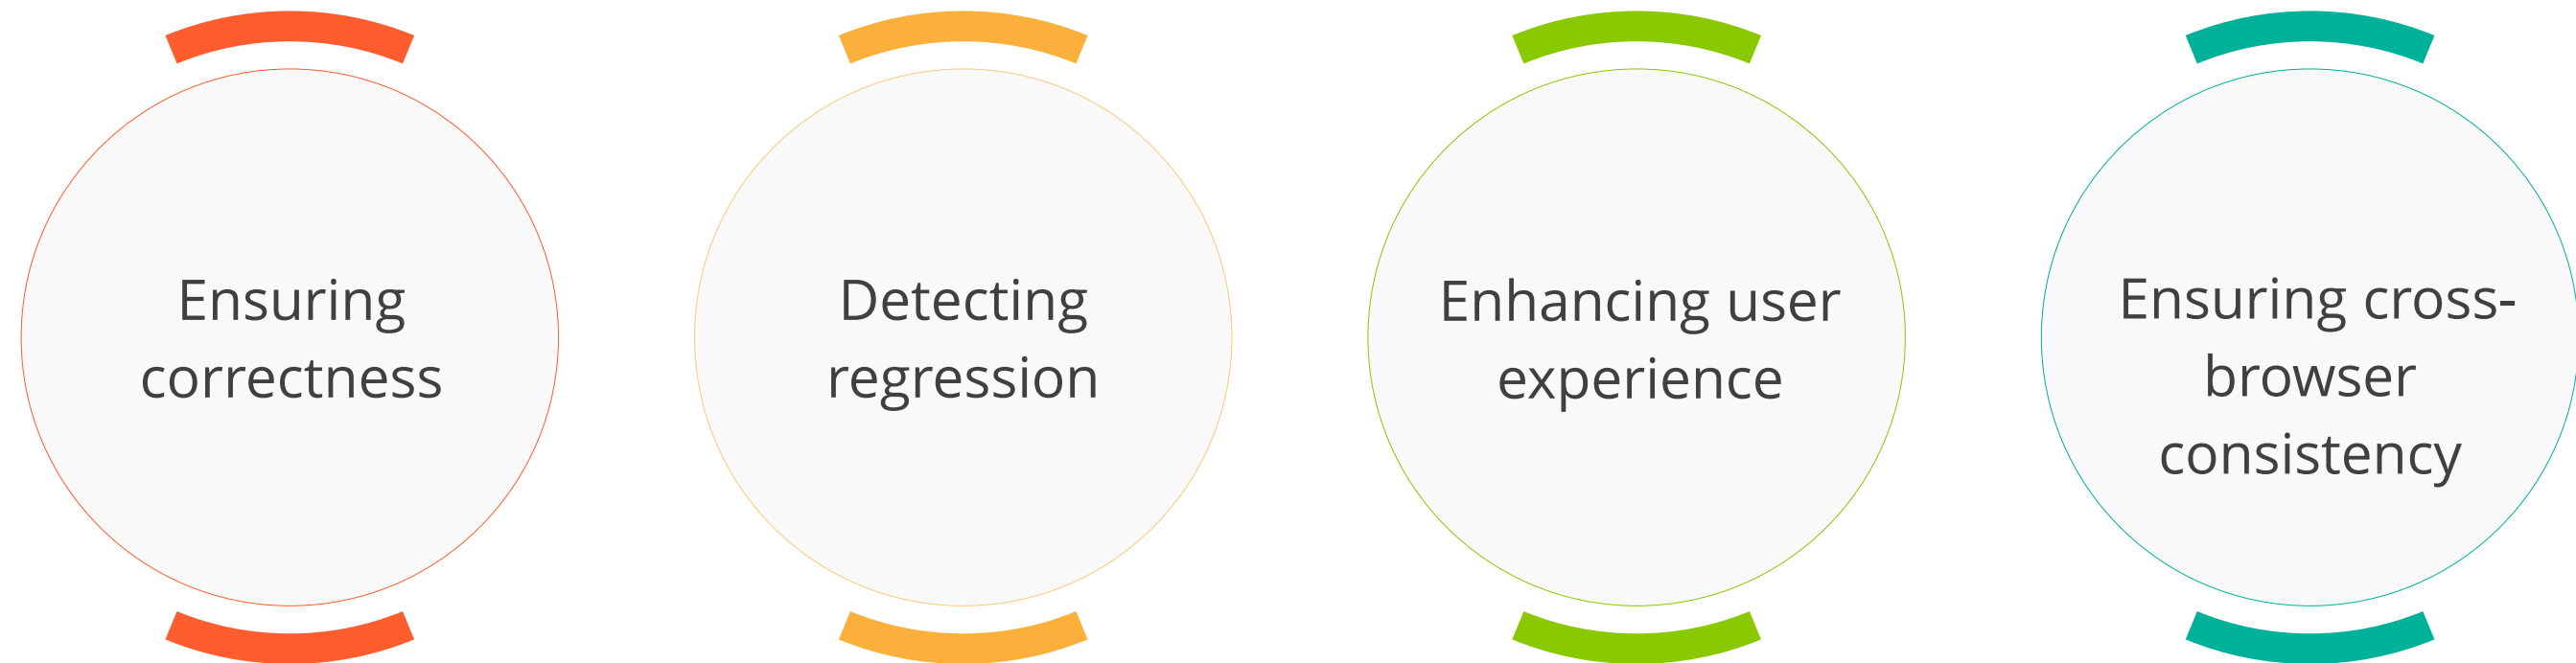 Ensuring
correctness
Detecting
regression
Enhancing user
experience
Ensuring cross-
browser
consistency